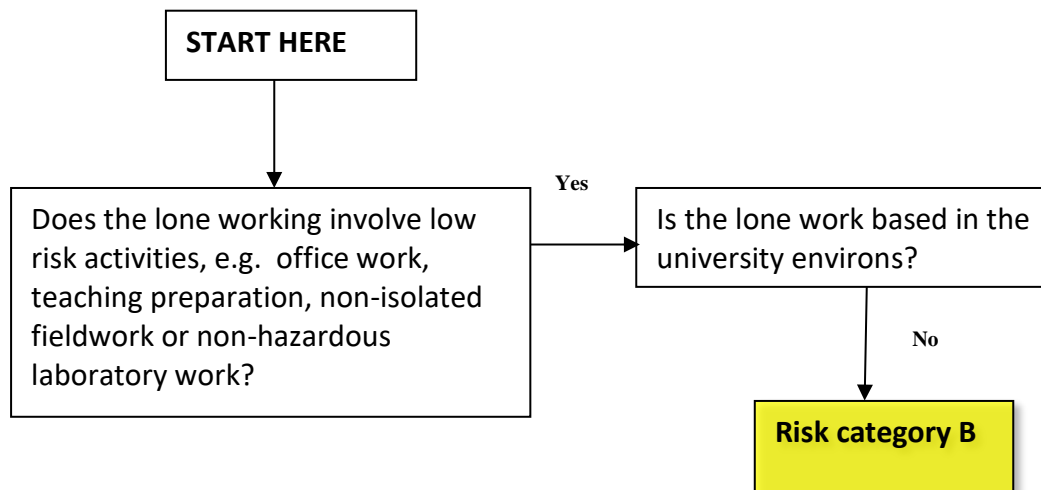 START HERE
Does the lone working involve low
risk activities, e.g.  office work,
teaching preparation, non-isolated
fieldwork or non-hazardous
laboratory work?
Yes
Is the lone work based in the
university environs?
No
Risk category B